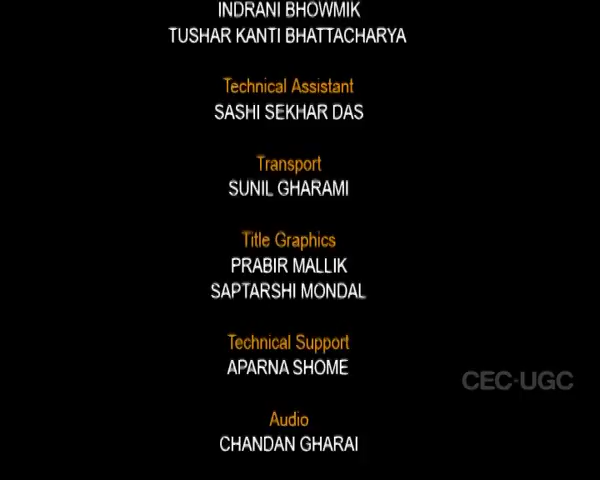 INDRANI BHOWMIK
TUSHAR KANTI BHATTACHARYA
Technical Assistant
SASHI SEKHAR DAS
Transport
SUNIL GHARAMI
Title Graphics
PRABIR MALLIK
SAPTARSHI MONDAL
Technical Support
APARNA SHOME
CEC-UGC
Audio
CHANDAN GHARAI